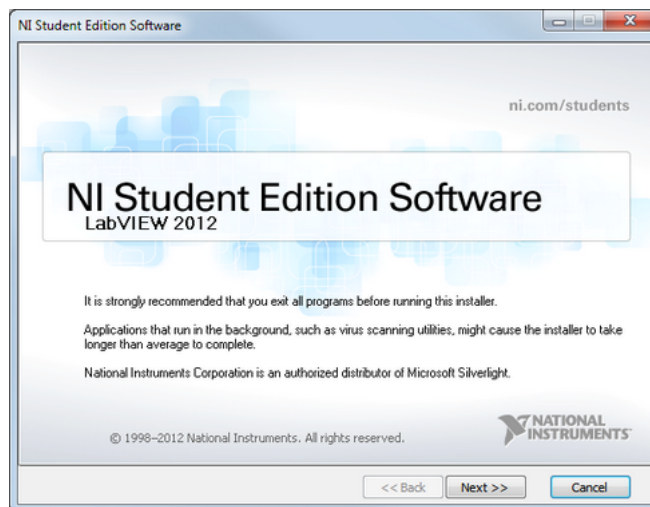 NI Student Edition Software
ni.com/students
NI Student Edition Software
LabVIEW 2012
It is strongly recommended that you exit all programs before running this installer.
Applications that run in the background, such as virus scanning utilities, might cause the installer to take
longer than average to complete.
National Instruments Corporation is an authorized distributor of Microsoft Silverlight.
© 1998–2012 National Instruments. All rights reserved.
NATIONAL
INSTRUMENTS
<< Back
Next >>
Cancel